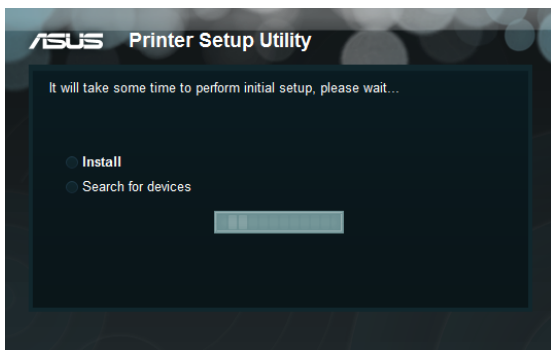 ASUS Printer Setup Utility
It will take some time to perform initial setup, please wait...
Install
Search for devices